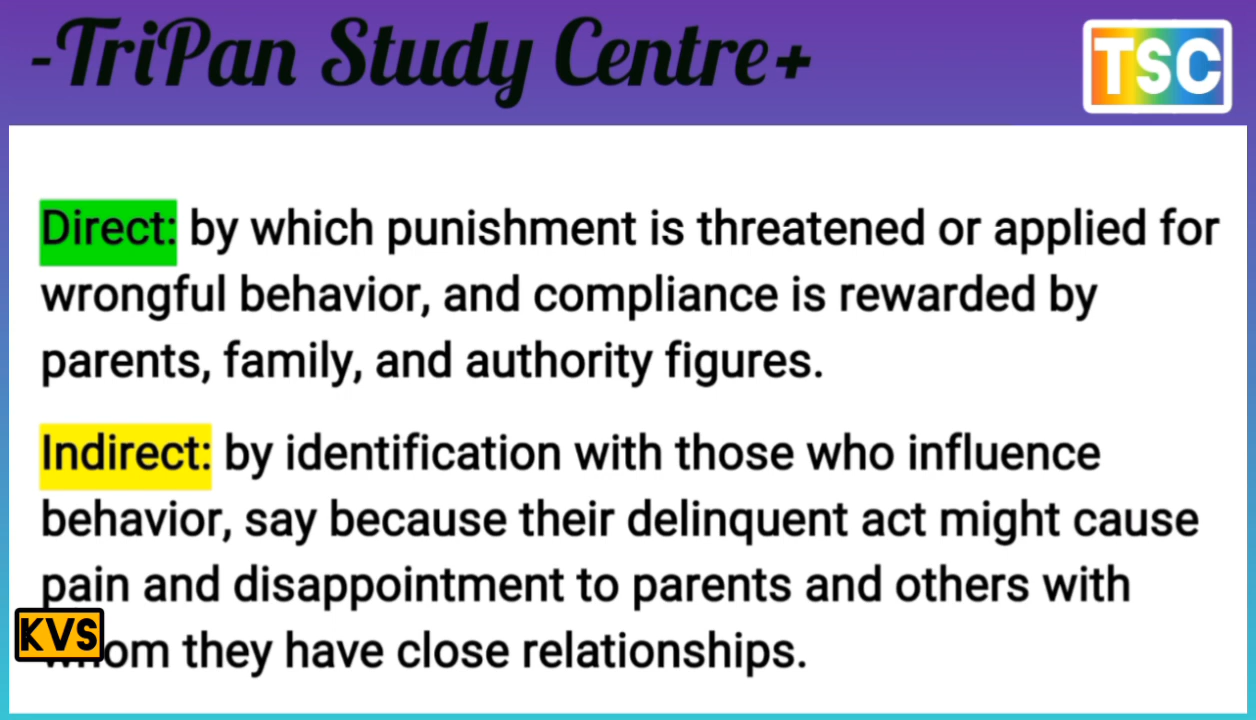 -TriPan Study Centre+
TSC
Direct: by which punishment is threatened or applied for
wrongful behavior, and compliance is rewarded by
parents, family, and authority figures.
Indirect: by identification with those who influence
behavior, say because their delinquent act might cause
pain and disappointment to parents and others with
KVS
whom they have close relationships.